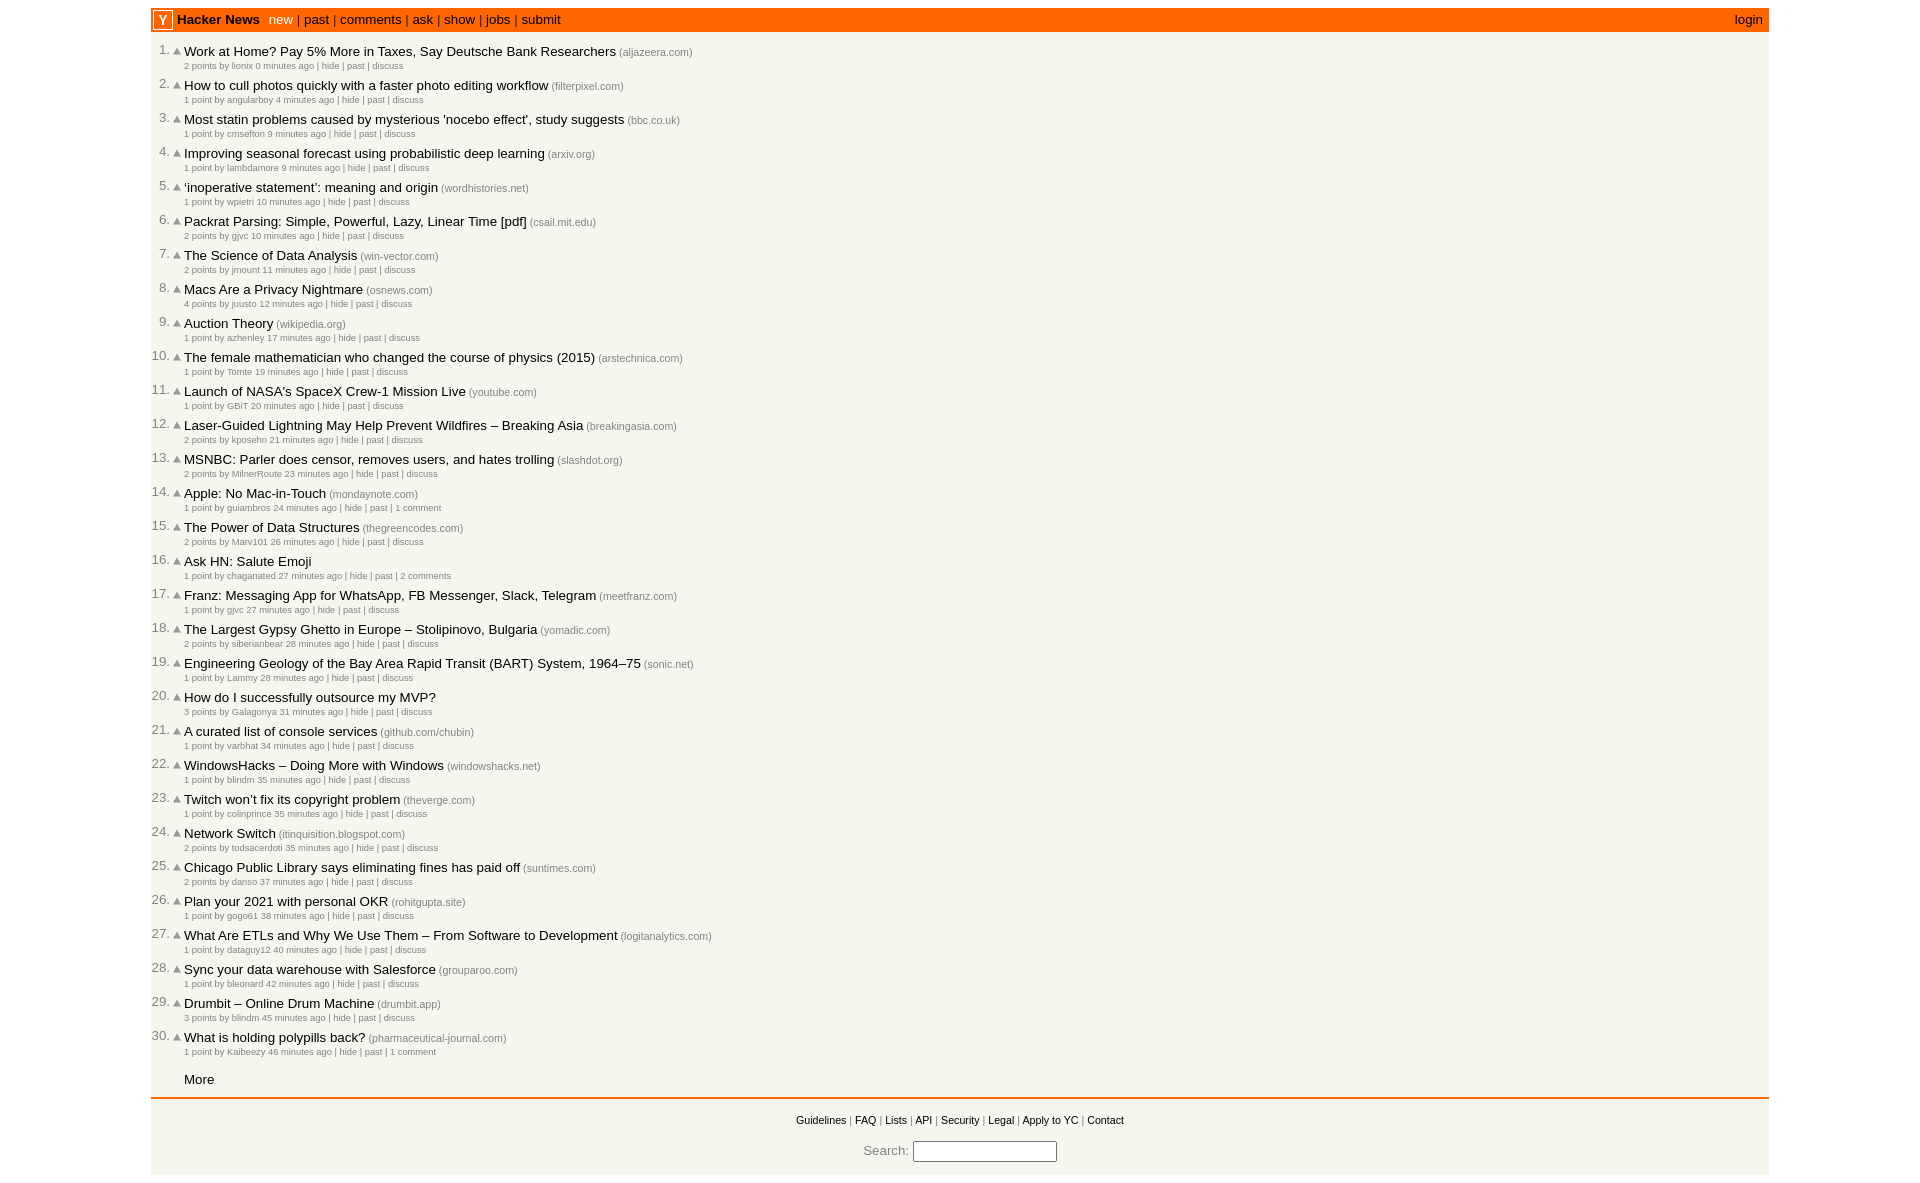 Y Hacker News new | past | comments | ask | show | jobs | submit login
1. Work at Home? Pay 5% More in Taxes, Say Deutsche Bank Researchers (aljazeera.com)
2 points by lionix 0 minutes ago | hide | past | discuss
2. How to cull photos quickly with a faster photo editing workflow (filterpixel.com)
1 point by angularboy 4 minutes ago | hide | past | discuss
3. Most statin problems caused by mysterious 'nocebo effect', study suggests (bbc.co.uk)
1 point by cmsefton 9 minutes ago | hide | past | discuss
4. Improving seasonal forecast using probabilistic deep learning (arxiv.org)
1 point by lambdamore 9 minutes ago | hide | past | discuss
5. ‘inoperative statement’: meaning and origin (wordhistories.net)
1 point by wpietri 10 minutes ago | hide | past | discuss
6. Packrat Parsing: Simple, Powerful, Lazy, Linear Time [pdf] (csail.mit.edu)
2 points by gjvc 10 minutes ago | hide | past | discuss
7. The Science of Data Analysis (win-vector.com)
2 points by jmount 11 minutes ago | hide | past | discuss
8. Macs Are a Privacy Nightmare (osnews.com)
4 points by juusto 12 minutes ago | hide | past | discuss
9. Auction Theory (wikipedia.org)
1 point by azhenley 17 minutes ago | hide | past | discuss
10. The female mathematician who changed the course of physics (2015) (arstechnica.com)
1 point by Tomte 19 minutes ago | hide | past | discuss
11. Launch of NASA's SpaceX Crew-1 Mission Live (youtube.com)
1 point by GBiT 20 minutes ago | hide | past | discuss
12. Laser-Guided Lightning May Help Prevent Wildfires – Breaking Asia (breakingasia.com)
2 points by kposehn 21 minutes ago | hide | past | discuss
13. MSNBC: Parler does censor, removes users, and hates trolling (slashdot.org)
2 points by MilnerRoute 23 minutes ago | hide | past | discuss
14. Apple: No Mac-in-Touch (mondaynote.com)
1 point by guiambros 24 minutes ago | hide | past | 1 comment
15. The Power of Data Structures (thegreencodes.com)
2 points by Marv101 26 minutes ago | hide | past | discuss
16. Ask HN: Salute Emoji
1 point by chaganated 27 minutes ago | hide | past | 2 comments
17. Franz: Messaging App for WhatsApp, FB Messenger, Slack, Telegram (meetfranz.com)
1 point by gjvc 27 minutes ago | hide | past | discuss
18. The Largest Gypsy Ghetto in Europe – Stolipinovo, Bulgaria (yomadic.com)
2 points by siberianbear 28 minutes ago | hide | past | discuss
19. Engineering Geology of the Bay Area Rapid Transit (BART) System, 1964–75 (sonic.net)
1 point by Lammy 28 minutes ago | hide | past | discuss
20. How do I successfully outsource my MVP?
3 points by Galagonya 31 minutes ago | hide | past | discuss
21. A curated list of console services (github.com/chubin)
1 point by varbhat 34 minutes ago | hide | past | discuss
22. WindowsHacks – Doing More with Windows (windowshacks.net)
1 point by blindm 35 minutes ago | hide | past | discuss
23. Twitch won’t fix its copyright problem (theverge.com)
1 point by colinprince 35 minutes ago | hide | past | discuss
24. Network Switch (itinquisition.blogspot.com)
2 points by todsacerdoti 35 minutes ago | hide | past | discuss
25. Chicago Public Library says eliminating fines has paid off (suntimes.com)
2 points by danso 37 minutes ago | hide | past | discuss
26. Plan your 2021 with personal OKR (rohitgupta.site)
1 point by gogo61 38 minutes ago | hide | past | discuss
27. What Are ETLs and Why We Use Them – From Software to Development (logitanalytics.com)
1 point by dataguy12 40 minutes ago | hide | past | discuss
28. Sync your data warehouse with Salesforce (grouparoo.com)
1 point by bleonard 42 minutes ago | hide | past | discuss
29. Drumbit – Online Drum Machine (drumbit.app)
3 points by blindm 45 minutes ago | hide | past | discuss
30. What is holding polypills back? (pharmaceutical-journal.com)
1 point by Kaibeezy 46 minutes ago | hide | past | 1 comment
More
Guidelines | FAQ | Lists | API | Security | Legal | Apply to YC | Contact
Search: